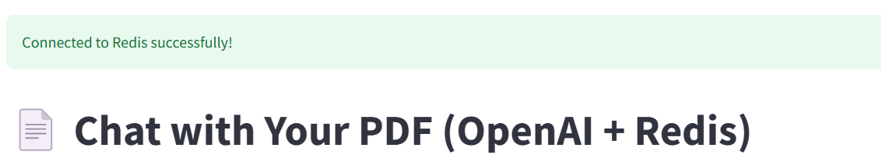 Connected to Redis successfully!
Chat with Your PDF (OpenAI + Redis)